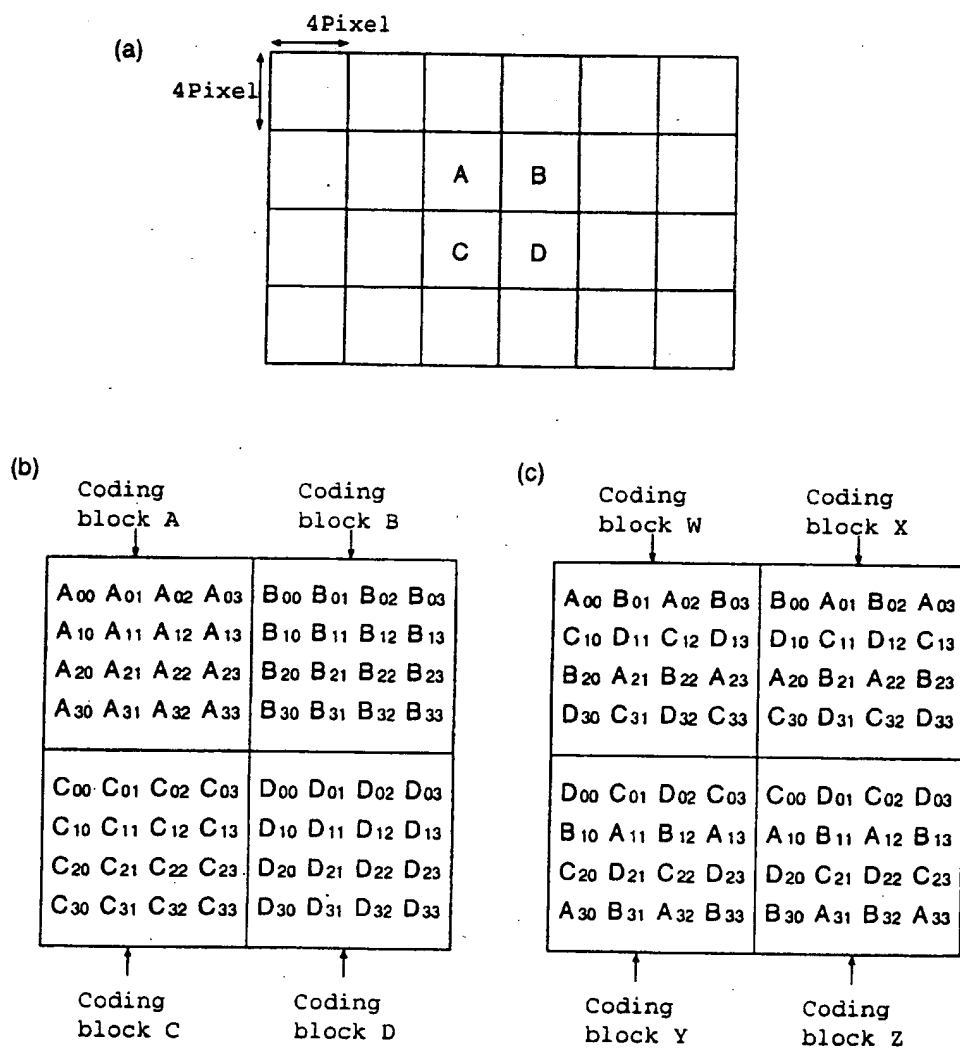 4Pixel
(a)
4Pixel
A B
C D
(b)
(c)
Coding block A
Coding block B
Coding block W
Coding block X
A00 A01 A02 A03 B00 B01 B02 B03
A10 A11 A12 A13 B10 B11 B12 B13
A20 A21 A22 A23 B20 B21 B22 B23
A30 A31 A32 A33 B30 B31 B32 B33
C00 C01 C02 C03 D00 D01 D02 D03
C10 C11 C12 C13 D10 D11 D12 D13
C20 C21 C22 C23 D20 D21 D22 D23
C30 C31 C32 C33 D30 D31 D32 D33
A00 B01 A02 B03 B00 A01 B02 A03
C10 D11 C12 D13 D10 C11 D12 C13
B20 A21 B22 A23 A20 B21 A22 B23
D30 C31 D32 C33 C30 D31 C32 D33
D00 C01 D02 C03 C00 D01 C02 D03
B10 A11 B12 A13 A10 B11 A12 B13
C20 D21 C22 D23 D20 C21 D22 C23
A30 B31 A32 B33 B30 A31 B32 A33
Coding block C
Coding block D
Coding block Y
Coding block Z